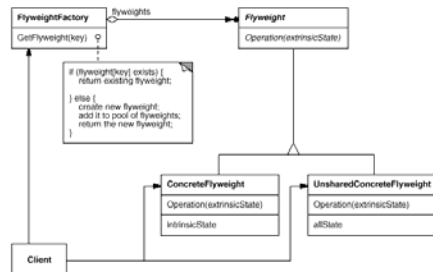 FlyweightFactory
flyweights
Flyweight
GetFlyweight(key)
Operation(extrinsicState)
if (flyweight[key] exists) {
return existing flyweight;
} else {
create new flyweight;
add it to pool of flyweights;
return the new flyweight;
}
ConcreteFlyweight
Operation(extrinsicState)
intrinsicState
UnsharedConcreteFlyweight
Operation(extrinsicState)
allState
Client